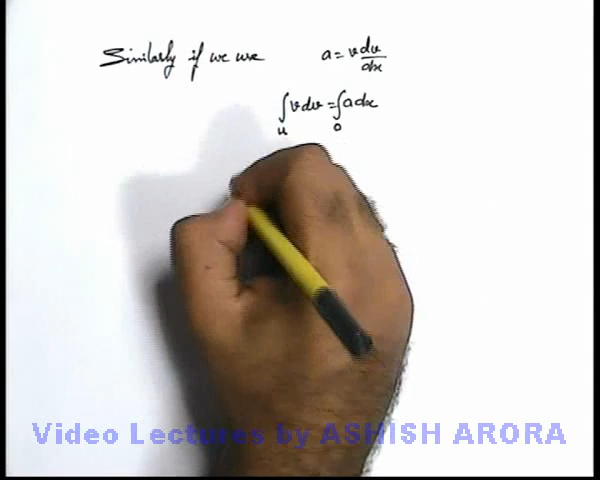 Similarly if we use a = v dv/dx
∫u v dv = ∫0 a dx
Video Lectures by ASHISH ARORA